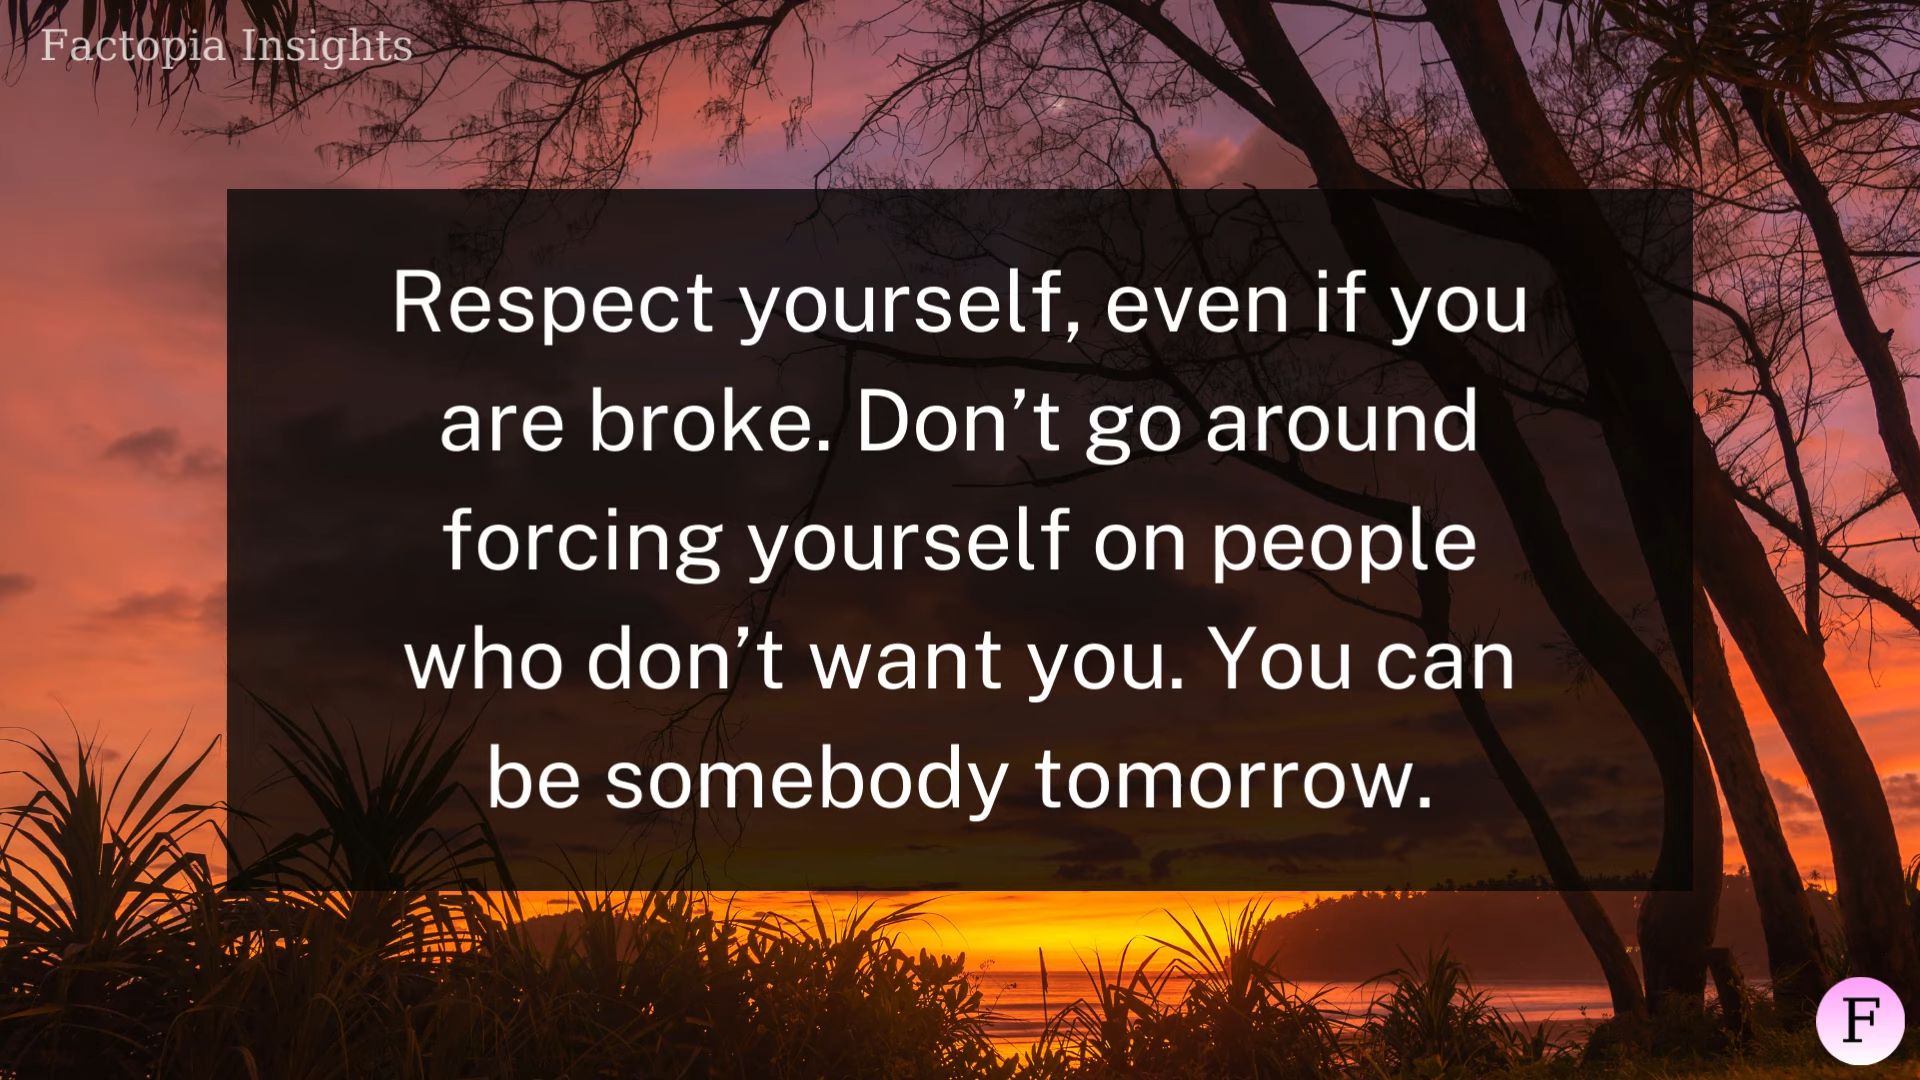 Factopia Insights
Respect yourself, even if you
are broke. Don’t go around
forcing yourself on people
who don’t want you. You can
be somebody tomorrow.
F